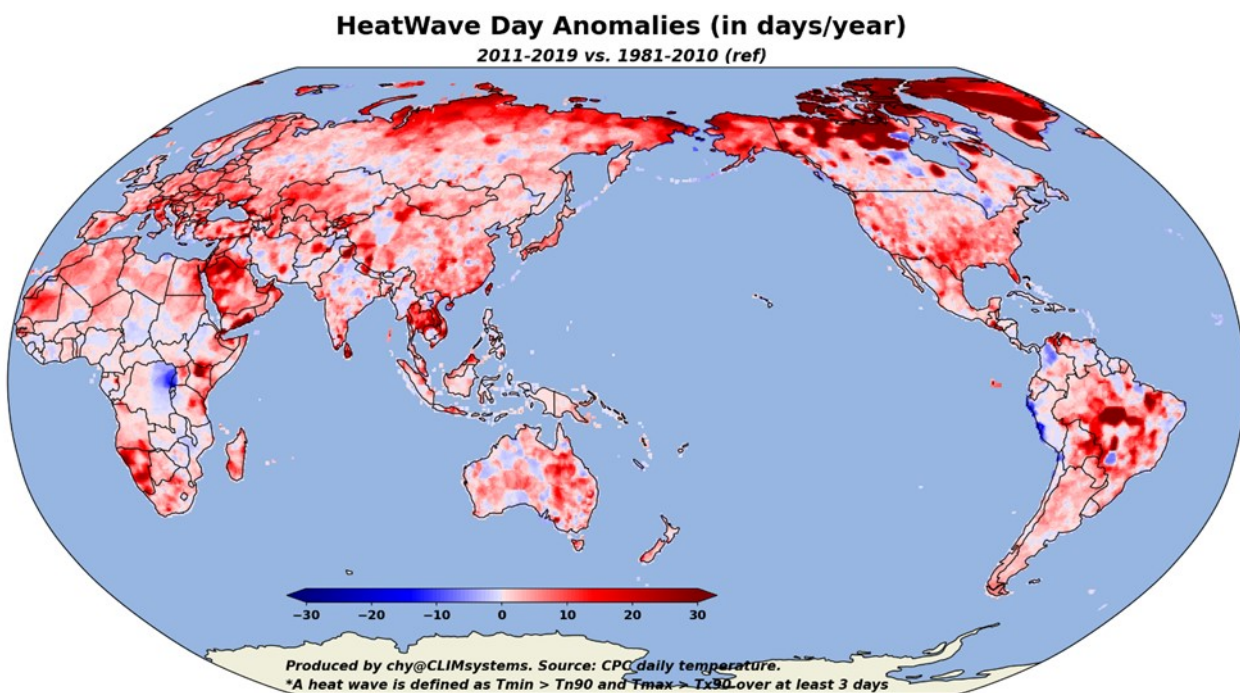 HeatWave Day Anomalies (in days/year)
2011-2019 vs. 1981-2010 (ref)
−30 −20 −10 0 10 20 30
Produced by chy@CLIMsystems. Source: CPC daily temperature.
*A heat wave is defined as Tmin > Tn90 and Tmax > Tx90 over at least 3 days